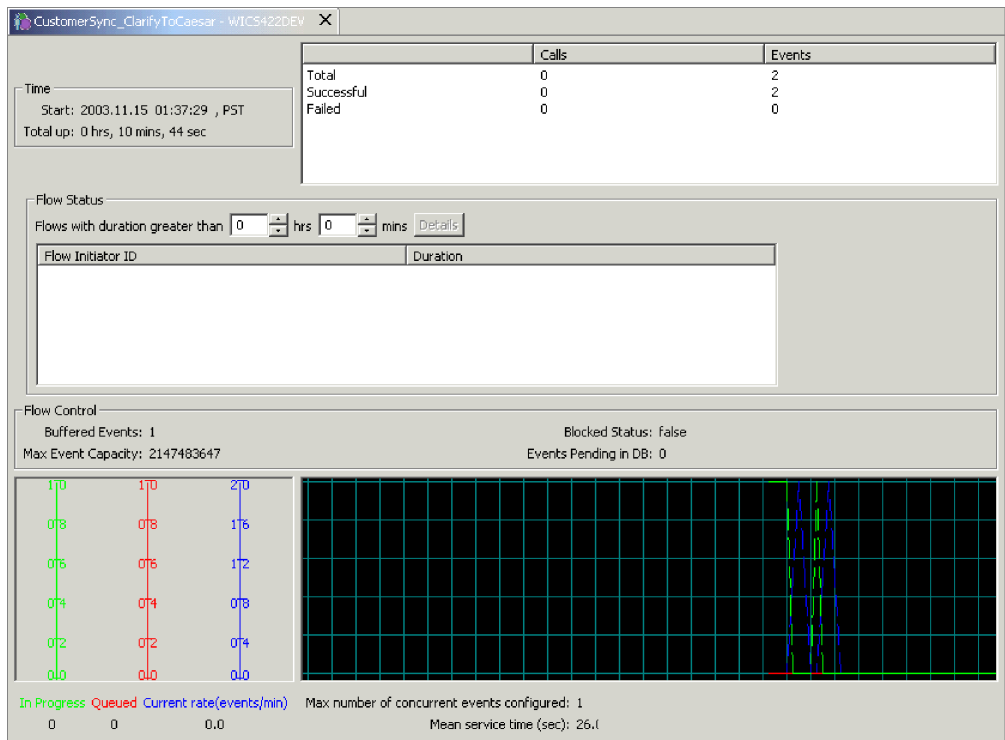 CustomerSync_ClarifyToCaesar - WICS422DEV X
Calls Events
Total 0 2
Successful 0 2
Failed 0 0
Time
Start: 2003.11.15 01:37:29 , PST
Total up: 0 hrs, 10 mins, 44 sec
Flow Status
Flows with duration greater than 0 hrs 0 mins Details
Flow Initiator ID Duration
Flow Control
Buffered Events: 1 Blocked Status: false
Max Event Capacity: 2147483647 Events Pending in DB: 0
1.0 1.0 2.0
0.8 0.8 1.6
0.6 0.6 1.2
0.4 0.4 0.8
0.2 0.2 0.4
0.0 0.0 0.0
In Progress Queued Current rate(events/min) Max number of concurrent events configured: 1
0 0 0.0 Mean service time (sec): 26.